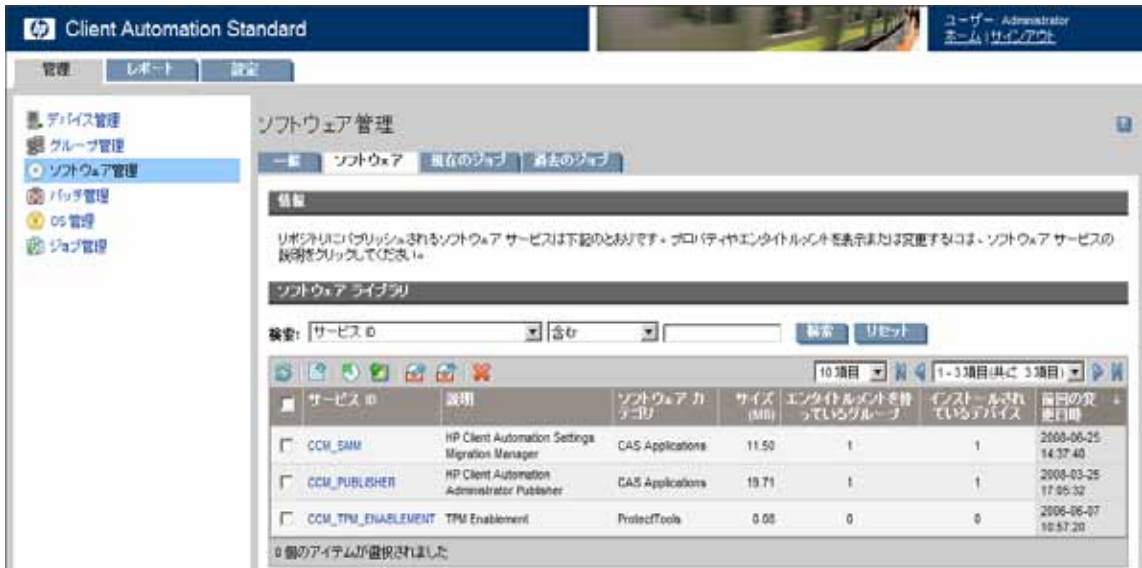 hp
Client Automation Standard
ユーザー: Administrator
ホーム | サインアウト
管理
レポート
設定
デバイス管理
グループ管理
ソフトウェア管理
パッチ管理
OS 管理
ジョブ管理
ソフトウェア管理
一般
ソフトウェア
現在のジョブ
過去のジョブ
情報
リポジトリにパブリッシュされるソフトウェア サービスは下記のとおりです。プロパティやエンタイトルメントを表示または変更するには、ソフトウェア サービスの
説明をクリックしてください。
ソフトウェア ライブラリ
検索:
サービス ID
含む
検索
リセット
10 項目
1 - 3 項目(共に 3 項目)
サービス ID
説明
ソフトウェア カ
テゴリ
サイズ
(MB)
エンタイトルメントを持
っているグループ
インストールされ
ているデバイス
前回の変
更日時
CCM_SMM
HP Client Automation Settings
Migration Manager
CAS Applications
11.50
1
1
2008-06-25
14:37:40
CCM_PUBLISHER
HP Client Automation
Administrator Publisher
CAS Applications
19.71
1
1
2008-03-25
17:05:32
CCM_TPM_ENABLEMENT
TPM Enablement
ProtectTools
0.08
0
0
2006-06-07
10:57:20
0 個のアイテムが選択されました